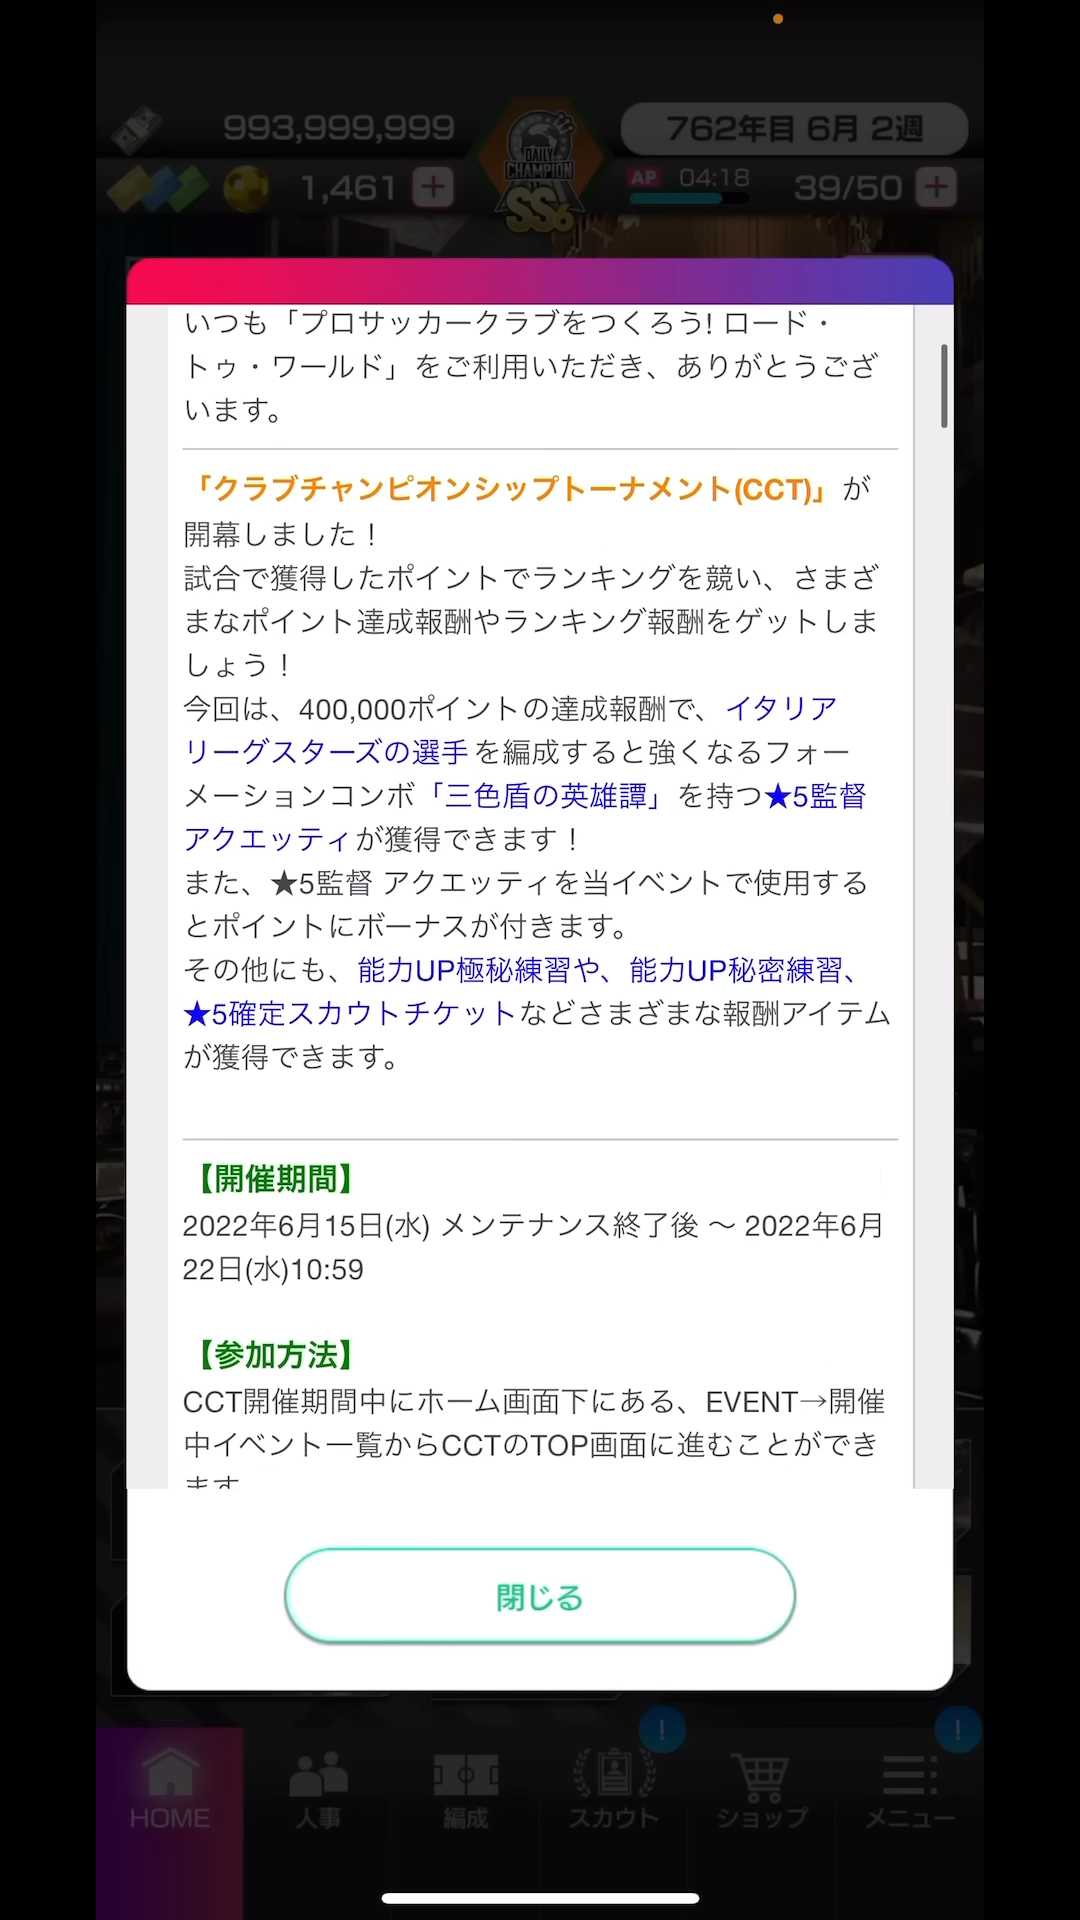 993,999,999
762年目 6月 2週
DAILY
CHAMPION
SS6
1,461
AP 04:18
39/50
いつも「プロサッカークラブをつくろう! ロード・
トゥ・ワールド」をご利用いただき、ありがとうござ
います。
「クラブチャンピオンシップトーナメント(CCT)」が
開幕しました！
試合で獲得したポイントでランキングを競い、さまざ
まなポイント達成報酬やランキング報酬をゲットしま
しょう！
今回は、400,000ポイントの達成報酬で、イタリア
リーグスターズの選手を編成すると強くなるフォー
メーションコンボ「三色盾の英雄譚」を持つ★5監督
アクエッティが獲得できます！
また、★5監督 アクエッティを当イベントで使用する
とポイントにボーナスが付きます。
その他にも、能力UP極秘練習や、能力UP秘密練習、
★5確定スカウトチケットなどさまざまな報酬アイテム
が獲得できます。
【開催期間】
2022年6月15日(水) メンテナンス終了後 〜 2022年6月
22日(水)10:59
【参加方法】
CCT開催期間中にホーム画面下にある、EVENT→開催
中イベント一覧からCCTのTOP画面に進むことができ
ます
閉じる
HOME
人事
編成
スカウト
ショップ
メニュー